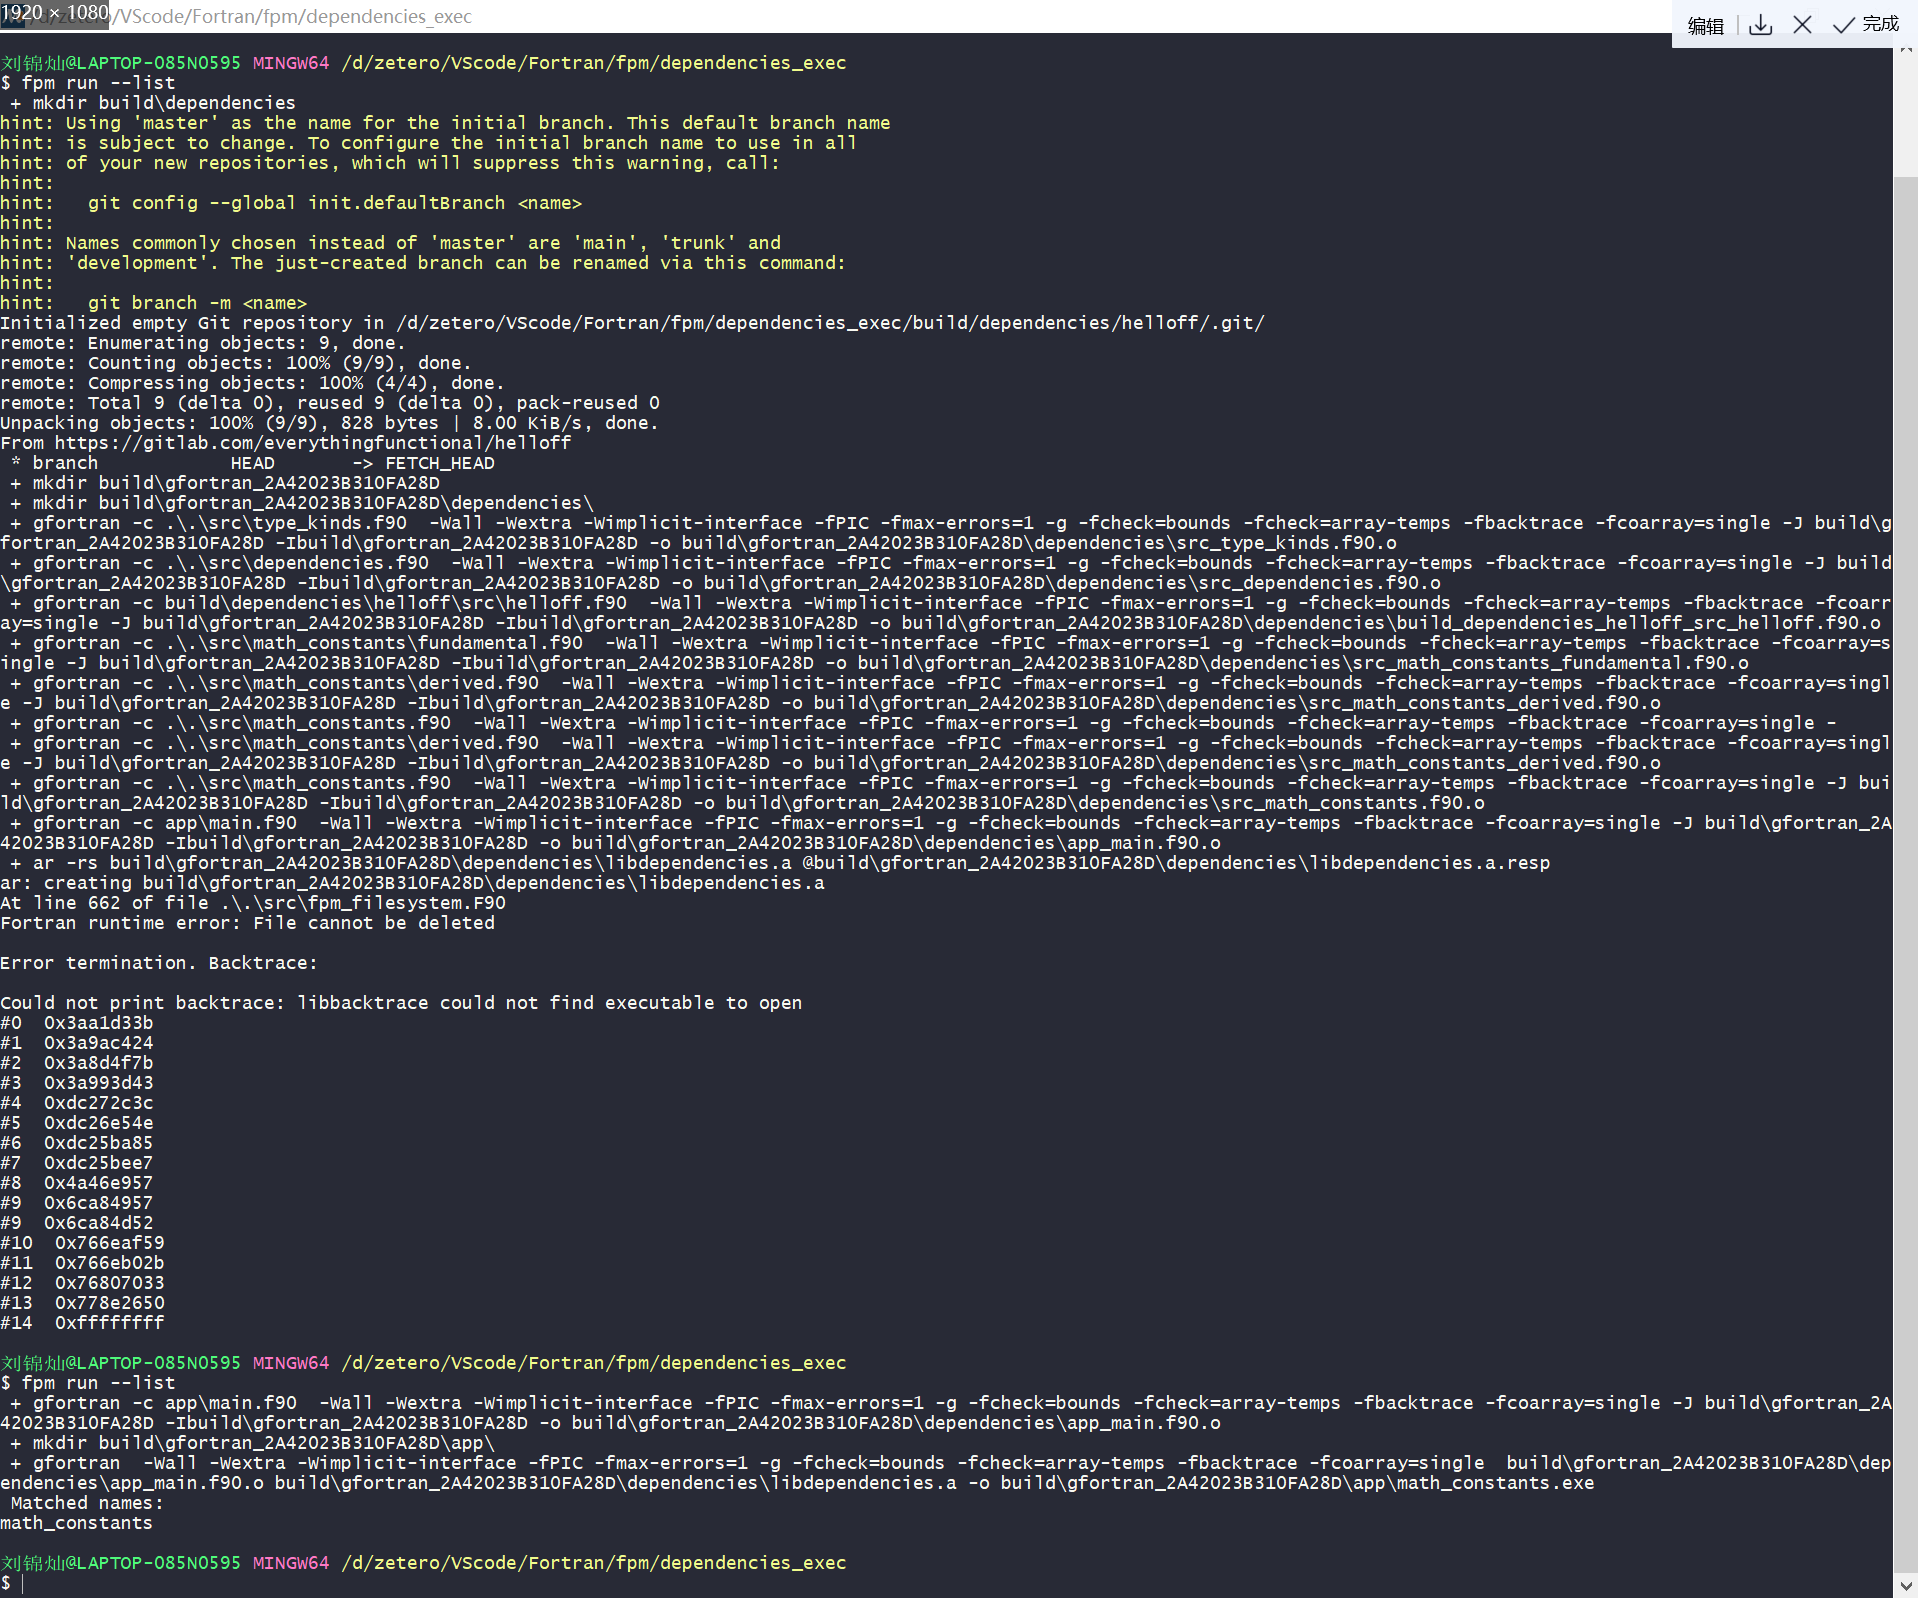 1920 × 1080
/d/zetero/VScode/Fortran/fpm/dependencies_exec
编辑
完成
刘锦灿@LAPTOP-085N0595 MINGW64 /d/zetero/VScode/Fortran/fpm/dependencies_exec
$ fpm run --list
 + mkdir build\dependencies
hint: Using 'master' as the name for the initial branch. This default branch name
hint: is subject to change. To configure the initial branch name to use in all
hint: of your new repositories, which will suppress this warning, call:
hint:
hint:   git config --global init.defaultBranch <name>
hint:
hint: Names commonly chosen instead of 'master' are 'main', 'trunk' and
hint: 'development'. The just-created branch can be renamed via this command:
hint:
hint:   git branch -m <name>
Initialized empty Git repository in /d/zetero/VScode/Fortran/fpm/dependencies_exec/build/dependencies/helloff/.git/
remote: Enumerating objects: 9, done.
remote: Counting objects: 100% (9/9), done.
remote: Compressing objects: 100% (4/4), done.
remote: Total 9 (delta 0), reused 9 (delta 0), pack-reused 0
Unpacking objects: 100% (9/9), 828 bytes | 8.00 KiB/s, done.
From https://gitlab.com/everythingfunctional/helloff
 * branch            HEAD       -> FETCH_HEAD
 + mkdir build\gfortran_2A42023B310FA28D
 + mkdir build\gfortran_2A42023B310FA28D\dependencies\
 + gfortran -c .\.\src\type_kinds.f90  -Wall -Wextra -Wimplicit-interface -fPIC -fmax-errors=1 -g -fcheck=bounds -fcheck=array-temps -fbacktrace -fcoarray=single -J build\g
fortran_2A42023B310FA28D -Ibuild\gfortran_2A42023B310FA28D -o build\gfortran_2A42023B310FA28D\dependencies\src_type_kinds.f90.o
 + gfortran -c .\.\src\dependencies.f90  -Wall -Wextra -Wimplicit-interface -fPIC -fmax-errors=1 -g -fcheck=bounds -fcheck=array-temps -fbacktrace -fcoarray=single -J build
\gfortran_2A42023B310FA28D -Ibuild\gfortran_2A42023B310FA28D -o build\gfortran_2A42023B310FA28D\dependencies\src_dependencies.f90.o
 + gfortran -c build\dependencies\helloff\src\helloff.f90  -Wall -Wextra -Wimplicit-interface -fPIC -fmax-errors=1 -g -fcheck=bounds -fcheck=array-temps -fbacktrace -fcoarr
ay=single -J build\gfortran_2A42023B310FA28D -Ibuild\gfortran_2A42023B310FA28D -o build\gfortran_2A42023B310FA28D\dependencies\build_dependencies_helloff_src_helloff.f90.o
 + gfortran -c .\.\src\math_constants\fundamental.f90  -Wall -Wextra -Wimplicit-interface -fPIC -fmax-errors=1 -g -fcheck=bounds -fcheck=array-temps -fbacktrace -fcoarray=s
ingle -J build\gfortran_2A42023B310FA28D -Ibuild\gfortran_2A42023B310FA28D -o build\gfortran_2A42023B310FA28D\dependencies\src_math_constants_fundamental.f90.o
 + gfortran -c .\.\src\math_constants\derived.f90  -Wall -Wextra -Wimplicit-interface -fPIC -fmax-errors=1 -g -fcheck=bounds -fcheck=array-temps -fbacktrace -fcoarray=singl
e -J build\gfortran_2A42023B310FA28D -Ibuild\gfortran_2A42023B310FA28D -o build\gfortran_2A42023B310FA28D\dependencies\src_math_constants_derived.f90.o
 + gfortran -c .\.\src\math_constants.f90  -Wall -Wextra -Wimplicit-interface -fPIC -fmax-errors=1 -g -fcheck=bounds -fcheck=array-temps -fbacktrace -fcoarray=single -
 + gfortran -c .\.\src\math_constants\derived.f90  -Wall -Wextra -Wimplicit-interface -fPIC -fmax-errors=1 -g -fcheck=bounds -fcheck=array-temps -fbacktrace -fcoarray=singl
e -J build\gfortran_2A42023B310FA28D -Ibuild\gfortran_2A42023B310FA28D -o build\gfortran_2A42023B310FA28D\dependencies\src_math_constants_derived.f90.o
 + gfortran -c .\.\src\math_constants.f90  -Wall -Wextra -Wimplicit-interface -fPIC -fmax-errors=1 -g -fcheck=bounds -fcheck=array-temps -fbacktrace -fcoarray=single -J bui
ld\gfortran_2A42023B310FA28D -Ibuild\gfortran_2A42023B310FA28D -o build\gfortran_2A42023B310FA28D\dependencies\src_math_constants.f90.o
 + gfortran -c app\main.f90  -Wall -Wextra -Wimplicit-interface -fPIC -fmax-errors=1 -g -fcheck=bounds -fcheck=array-temps -fbacktrace -fcoarray=single -J build\gfortran_2A
42023B310FA28D -Ibuild\gfortran_2A42023B310FA28D -o build\gfortran_2A42023B310FA28D\dependencies\app_main.f90.o
 + ar -rs build\gfortran_2A42023B310FA28D\dependencies\libdependencies.a @build\gfortran_2A42023B310FA28D\dependencies\libdependencies.a.resp
ar: creating build\gfortran_2A42023B310FA28D\dependencies\libdependencies.a
At line 662 of file .\.\src\fpm_filesystem.F90
Fortran runtime error: File cannot be deleted
Error termination. Backtrace:
Could not print backtrace: libbacktrace could not find executable to open
#0  0x3aa1d33b
#1  0x3a9ac424
#2  0x3a8d4f7b
#3  0x3a993d43
#4  0xdc272c3c
#5  0xdc26e54e
#6  0xdc25ba85
#7  0xdc25bee7
#8  0x4a46e957
#9  0x6ca84957
#9  0x6ca84d52
#10  0x766eaf59
#11  0x766eb02b
#12  0x76807033
#13  0x778e2650
#14  0xffffffff
刘锦灿@LAPTOP-085N0595 MINGW64 /d/zetero/VScode/Fortran/fpm/dependencies_exec
$ fpm run --list
 + gfortran -c app\main.f90  -Wall -Wextra -Wimplicit-interface -fPIC -fmax-errors=1 -g -fcheck=bounds -fcheck=array-temps -fbacktrace -fcoarray=single -J build\gfortran_2A
42023B310FA28D -Ibuild\gfortran_2A42023B310FA28D -o build\gfortran_2A42023B310FA28D\dependencies\app_main.f90.o
 + mkdir build\gfortran_2A42023B310FA28D\app\
 + gfortran  -Wall -Wextra -Wimplicit-interface -fPIC -fmax-errors=1 -g -fcheck=bounds -fcheck=array-temps -fbacktrace -fcoarray=single  build\gfortran_2A42023B310FA28D\dep
endencies\app_main.f90.o build\gfortran_2A42023B310FA28D\dependencies\libdependencies.a -o build\gfortran_2A42023B310FA28D\app\math_constants.exe
 Matched names:
math_constants
刘锦灿@LAPTOP-085N0595 MINGW64 /d/zetero/VScode/Fortran/fpm/dependencies_exec
$